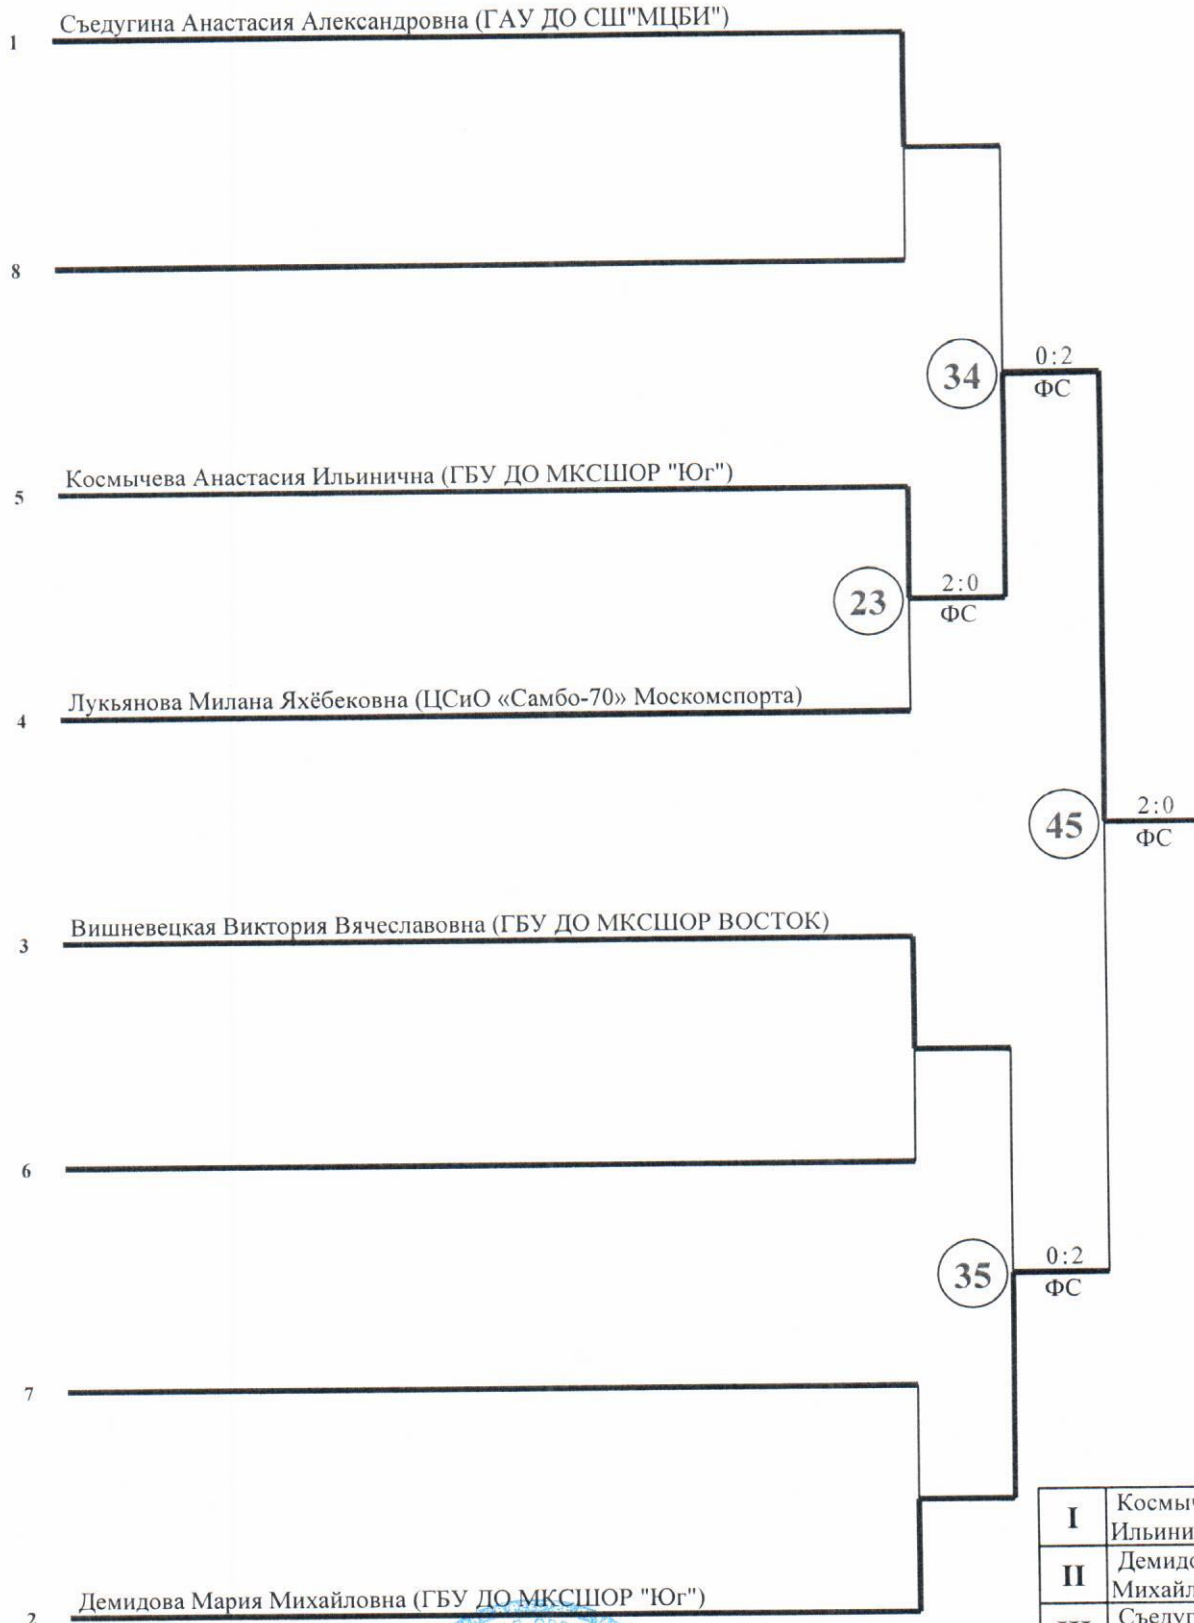 Съедугина Анастасия Александровна (ГАУ ДО СШ"МЦБИ")
1
8
34
0:2
ФС
Космычева Анастасия Ильинична (ГБУ ДО МКСШОР "Юг")
5
23
2:0
ФС
Лукьянова Милана Яхёбековна (ЦСиО «Самбо-70» Москомспорта)
4
45
2:0
ФС
Вишневецкая Виктория Вячеславовна (ГБУ ДО МКСШОР ВОСТОК)
3
6
35
0:2
ФС
7
I
II
Демидова Мария Михайловна (ГБУ ДО МКСШОР "Юг")
2